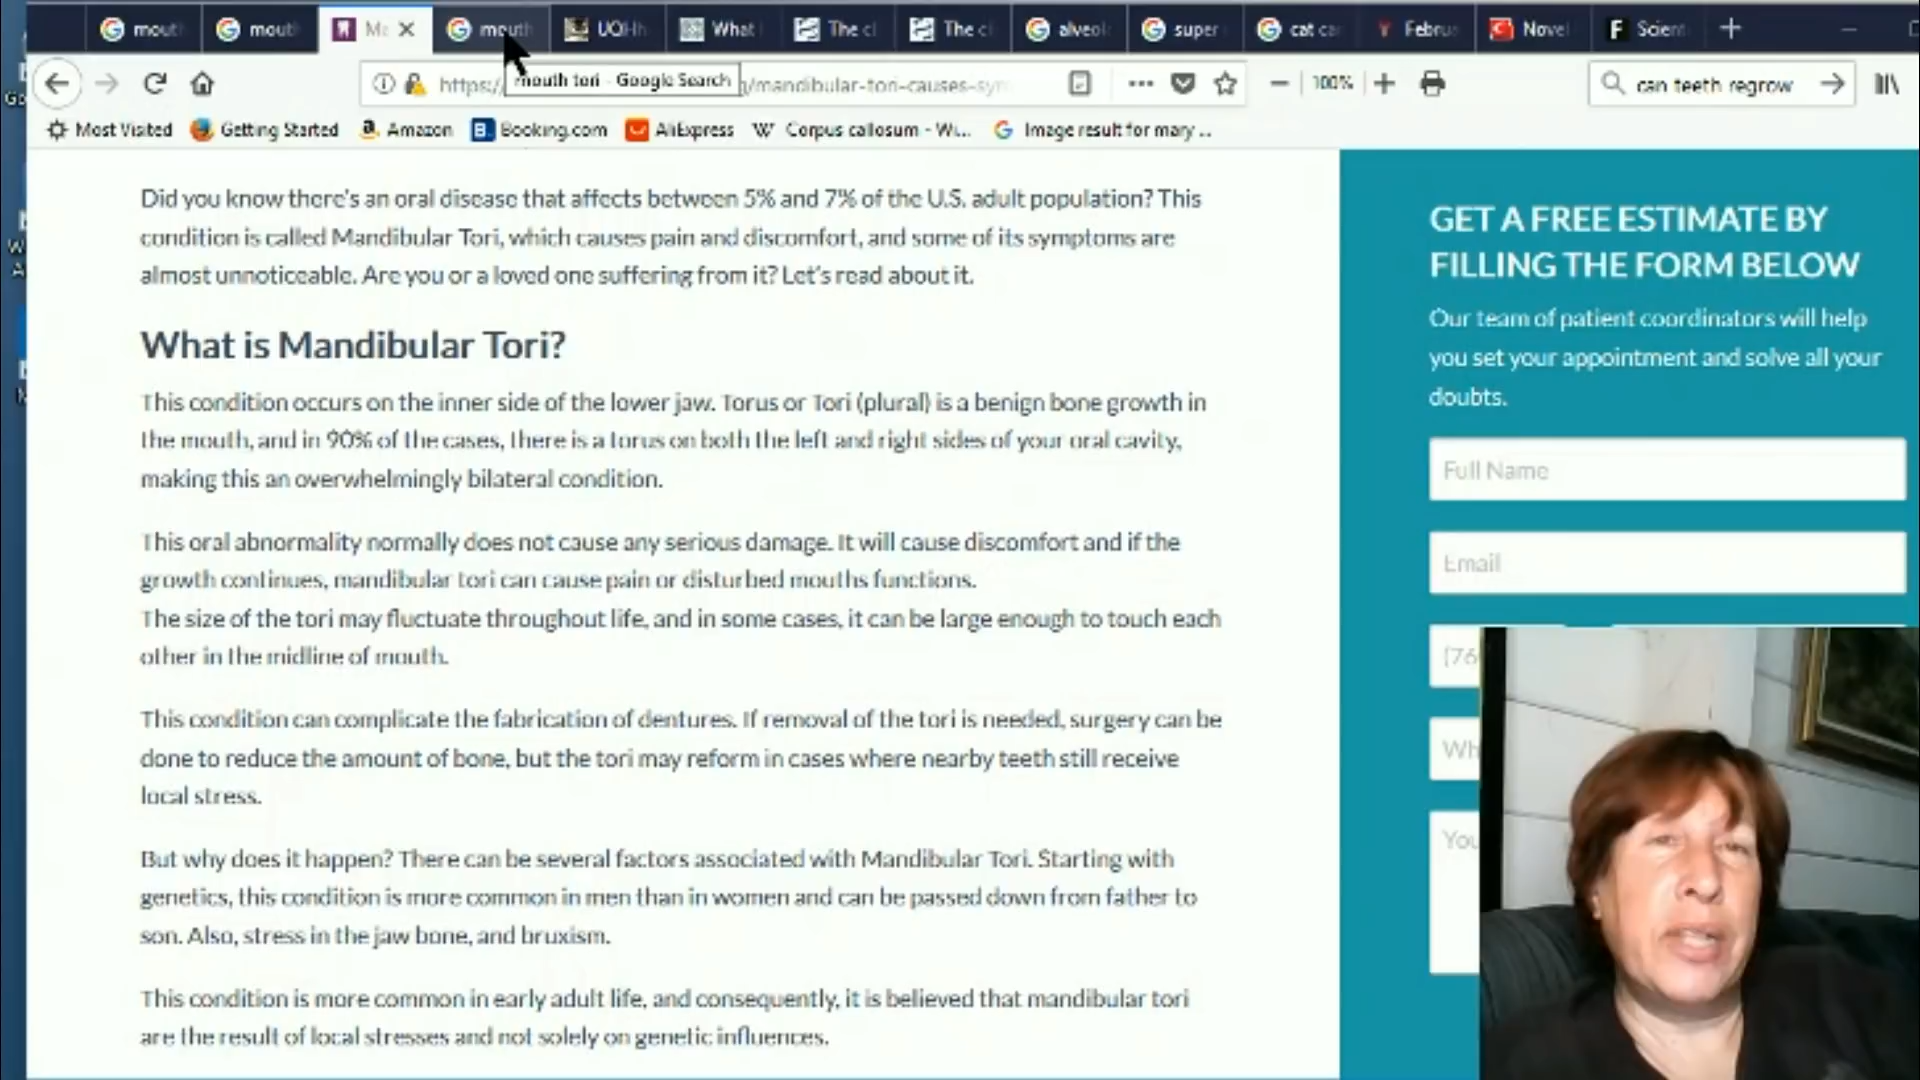 mout
mout
Me
mouth
UQHh
What
The cl
The c
alveol
super
cat ca
Februa
Novel
Scient
https://
mouth tori - Google Search
/mandibular-tori-causes-sy
100%
can teeth regrow
Most Visited
Getting Started
Amazon
Booking.com
AliExpress
Corpus callosum - Wi...
Image result for mary ...
Did you know there's an oral disease that affects between 5% and 7% of the U.S. adult population? This
condition is called Mandibular Tori, which causes pain and discomfort, and some of its symptoms are
almost unnoticeable. Are you or a loved one suffering from it? Let's read about it.
What is Mandibular Tori?
This condition occurs on the inner side of the lower jaw. Torus or Tori (plural) is a benign bone growth in
the mouth, and in 90% of the cases, there is a torus on both the left and right sides of your oral cavity,
making this an overwhelmingly bilateral condition.
This oral abnormality normally does not cause any serious damage. It will cause discomfort and if the
growth continues, mandibular tori can cause pain or disturbed mouths functions.
The size of the tori may fluctuate throughout life, and in some cases, it can be large enough to touch each
other in the midline of mouth.
This condition can complicate the fabrication of dentures. If removal of the tori is needed, surgery can be
done to reduce the amount of bone, but the tori may reform in cases where nearby teeth still receive
local stress.
But why does it happen? There can be several factors associated with Mandibular Tori. Starting with
genetics, this condition is more common in men than in women and can be passed down from father to
son. Also, stress in the jaw bone, and bruxism.
This condition is more common in early adult life, and consequently, it is believed that mandibular tori
are the result of local stresses and not solely on genetic influences.
GET A FREE ESTIMATE BY
FILLING THE FORM BELOW
Our team of patient coordinators will help
you set your appointment and solve all your
doubts.
Full Name
Email
(76
Wh
You